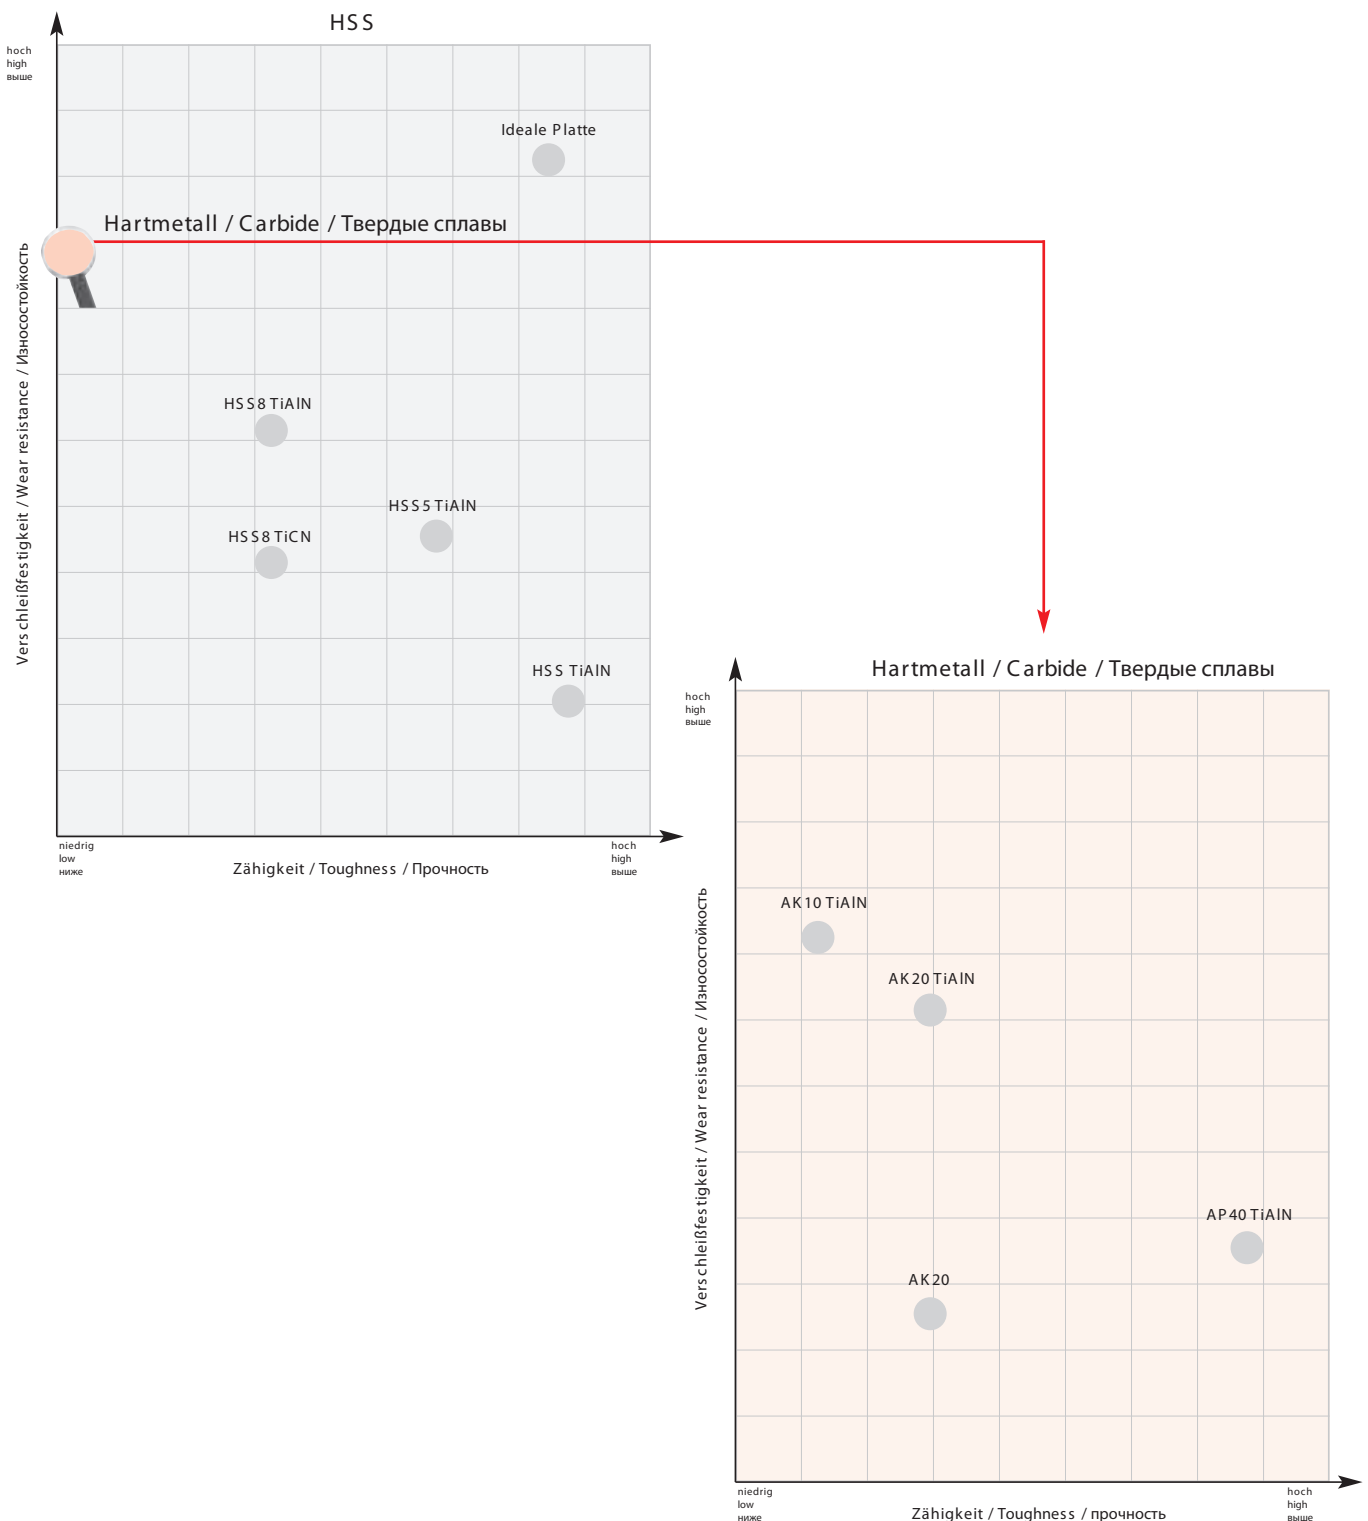 HSS
hoch
high
выше
Ideale Platte
Hartmetall / Carbide / Твердые сплавы
Verschleißfestigkeit / Wear resistance / Износостойкость
HSS8 TiAlN
HSS5 TiAlN
HSS8 TiCN
HSS TiAlN
niedrig
low
ниже
Zähigkeit / Toughness / Прочность
hoch
high
выше
Hartmetall / Carbide / Твердые сплавы
hoch
high
выше
Verschleißfestigkeit / Wear resistance / Износостойкость
AK10 TiAlN
AK20 TiAlN
AP40 TiAlN
AK20
niedrig
low
ниже
Zähigkeit / Toughness / прочность
hoch
high
выше